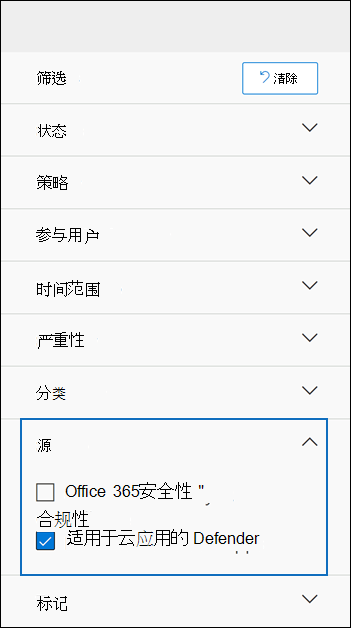 筛选
清除
状态
策略
参与用户
时间范围
严重性
分类
源
Office 365安全性 "
合规性
适用于云应用的 Defender
标记